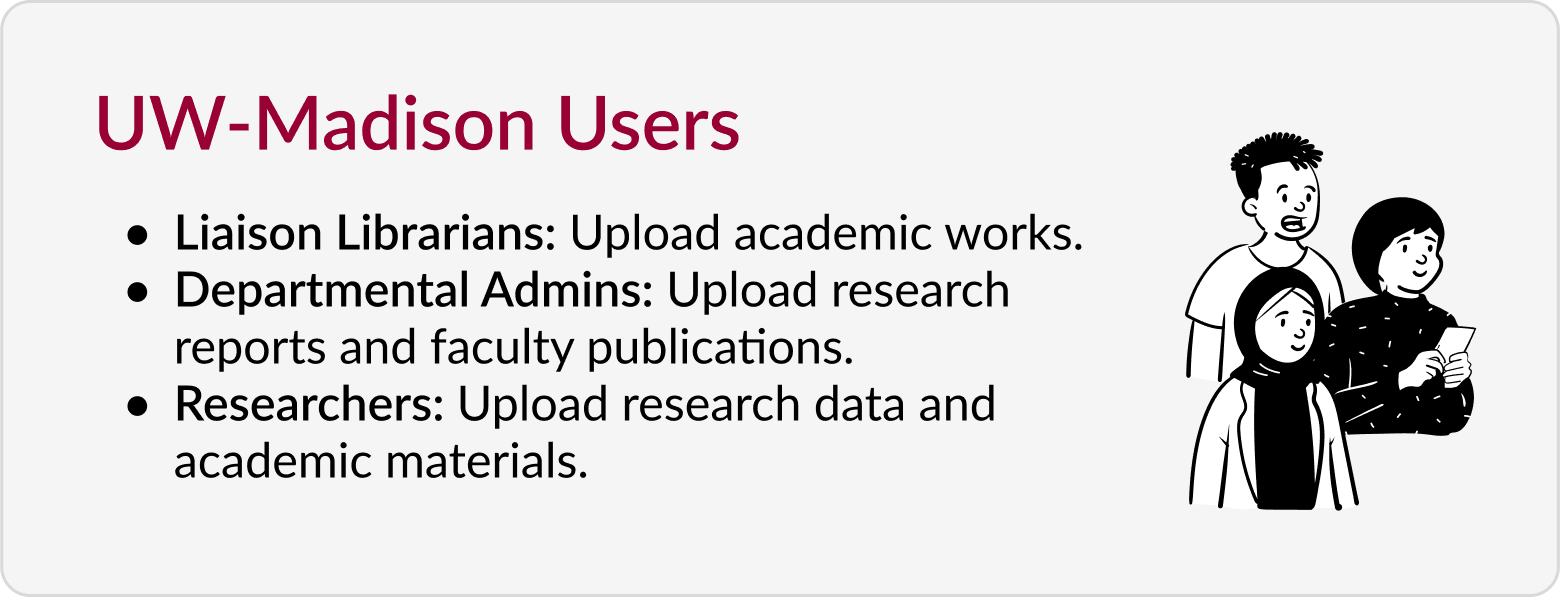 UW-Madison Users
● Liaison Librarians: Upload academic works.
● Departmental Admins: Upload research
reports and faculty publications.
● Researchers: Upload research data and
academic materials.